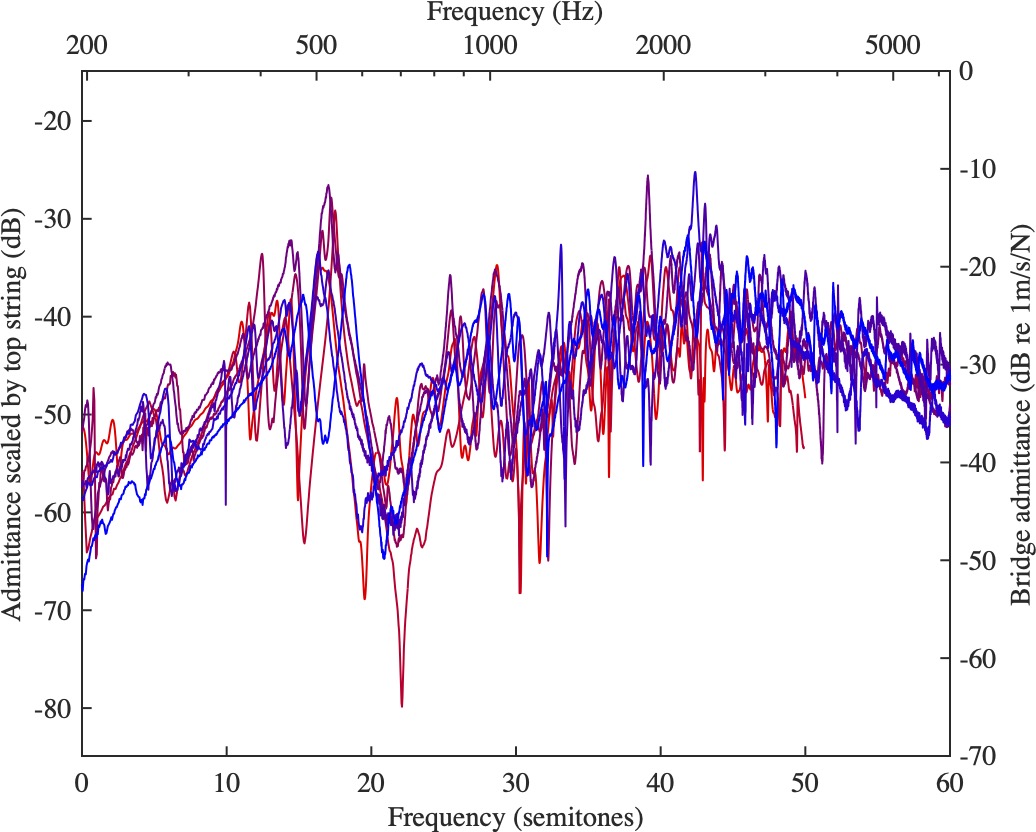 Frequency (Hz)
200 500 1000 2000 5000
0
-20
-10
-30
-20
-40
-30
-50
-40
-60
-50
-70
-60
-80
-70
Admittance scaled by top string (dB)
Bridge admittance (dB re 1m/s/N)
0 10 20 30 40 50 60
Frequency (semitones)